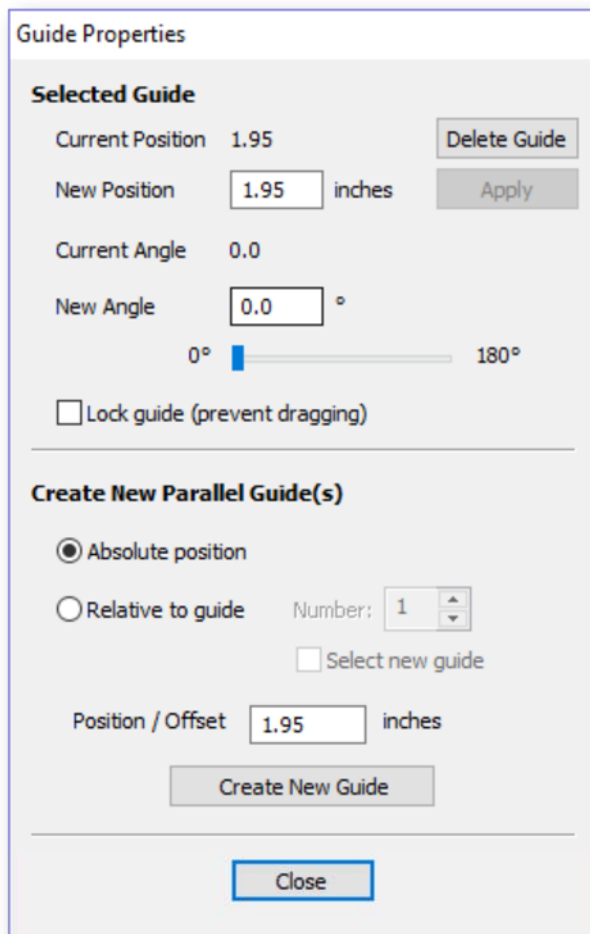 Guide Properties
Selected Guide
Current Position 1.95 Delete Guide
New Position 1.95 inches Apply
Current Angle 0.0
New Angle 0.0 °
0° 180°
Lock guide (prevent dragging)
Create New Parallel Guide(s)
Absolute position
Relative to guide Number: 1
Select new guide
Position / Offset 1.95 inches
Create New Guide
Close